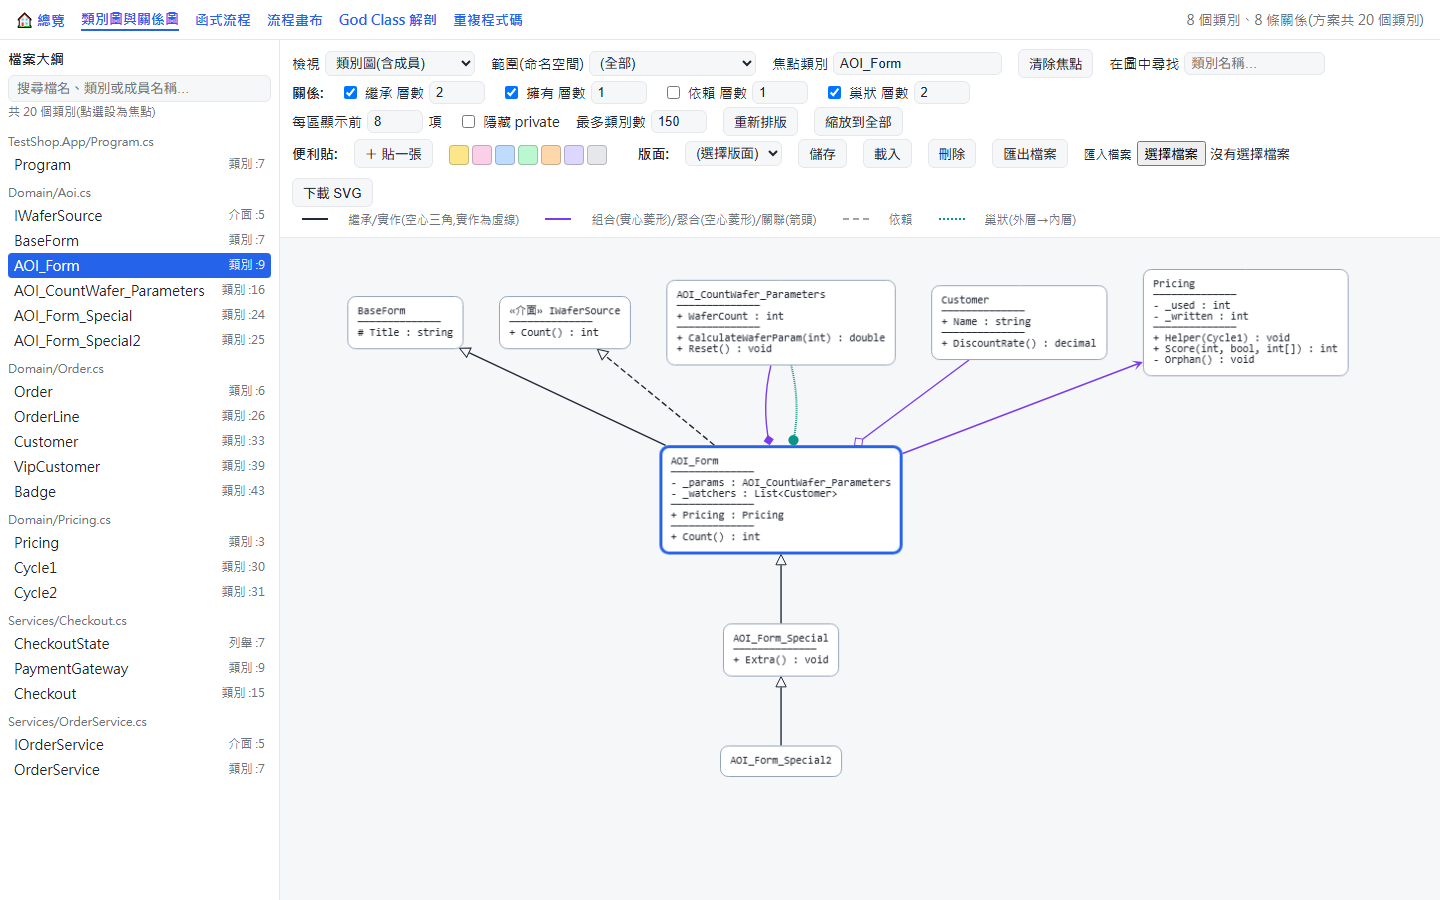 總覽 類別圖與關係圖 函式流程 流程畫布 God Class 解剖 重複程式碼 8 個類別、8 條關係(方案共 20 個類別)
檔案大綱
搜尋檔名、類別或成員名稱...
共 20 個類別(點選設為焦點)
TestShop.App/Program.cs
Program 類別 :7
Domain/Aoi.cs
IWaferSource 介面 :5
BaseForm 類別 :7
AOI_Form 類別 :9
AOI_CountWafer_Parameters 類別 :16
AOI_Form_Special 類別 :24
AOI_Form_Special2 類別 :25
Domain/Order.cs
Order 類別 :6
OrderLine 類別 :26
Customer 類別 :33
VipCustomer 類別 :39
Badge 類別 :43
Domain/Pricing.cs
Pricing 類別 :3
Cycle1 類別 :30
Cycle2 類別 :31
Services/Checkout.cs
CheckoutState 列舉 :7
PaymentGateway 類別 :9
Checkout 類別 :15
Services/OrderService.cs
IOrderService 介面 :5
OrderService 類別 :7
檢視 類別圖(含成員) 範圍(命名空間) (全部) 焦點類別 AOI_Form 清除焦點 在圖中尋找 類別名稱...
關係: 繼承 層數 2 擁有 層數 1 依賴 層數 1 巢狀 層數 2
每區顯示前 8 項 隱藏 private 最多類別數 150 重新排版 縮放到全部
便利貼: ＋ 貼一張 版面: (選擇版面) 儲存 載入 刪除 匯出檔案 匯入檔案 選擇檔案 沒有選擇檔案
下載 SVG
繼承/實作(空心三角,實作為虛線) 組合(實心菱形)/聚合(空心菱形)/關聯(箭頭) 依賴 巢狀(外層→內層)
BaseForm
# Title : string
«介面» IWaferSource
+ Count() : int
AOI_CountWafer_Parameters
+ WaferCount : int
+ CalculateWaferParam(int) : double
+ Reset() : void
Customer
+ Name : string
+ DiscountRate() : decimal
Pricing
- _used : int
- _written : int
+ Helper(Cycle1) : void
+ Score(int, bool, int[]) : int
- Orphan() : void
AOI_Form
- _params : AOI_CountWafer_Parameters
- _watchers : List<Customer>
+ Pricing : Pricing
+ Count() : int
AOI_Form_Special
+ Extra() : void
AOI_Form_Special2